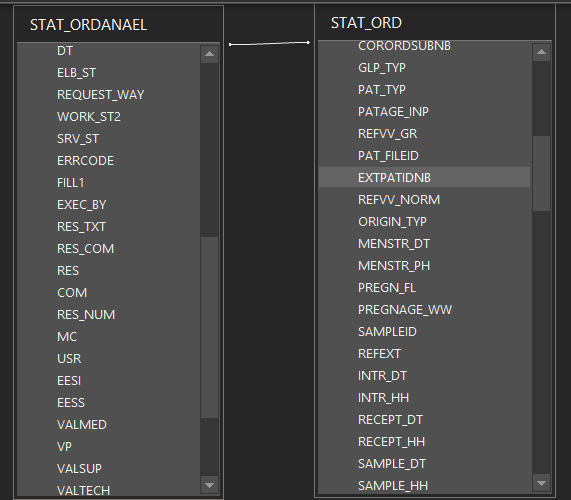 STAT_ORDANAEL
DT
ELB_ST
REQUEST_WAY
WORK_ST2
SRV_ST
ERRCODE
FILL1
EXEC_BY
RES_TXT
RES_COM
RES
COM
RES_NUM
MC
USR
EESI
EESS
VALMED
VP
VALSUP
VALTECH
STAT_ORD
CORORDSUBNB
GLP_TYP
PAT_TYP
PATAGE_INP
REFVV_GR
PAT_FILEID
EXTPATIDNB
REFVV_NORM
ORIGIN_TYP
MENSTR_DT
MENSTR_PH
PREGN_FL
PREGNAGE_WW
SAMPLEID
REFEXT
INTR_DT
INTR_HH
RECEPT_DT
RECEPT_HH
SAMPLE_DT
SAMPLE_HH